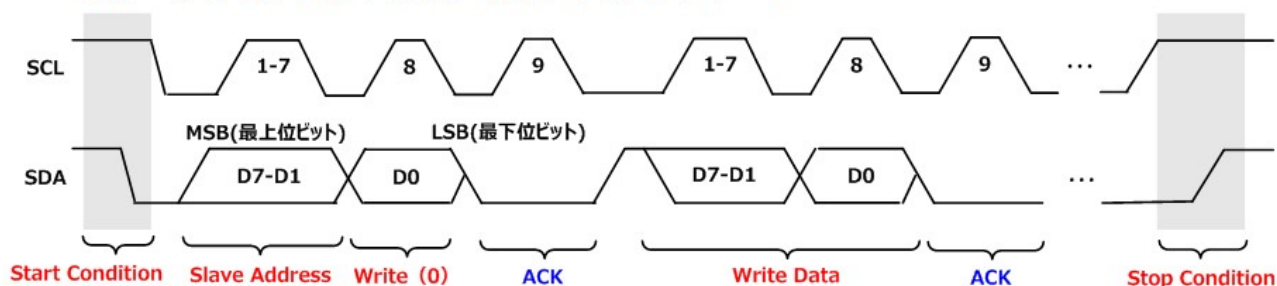 SCL 1-7 8 9 1-7 8 9 ...
MSB(最上位ビット) LSB(最下位ビット)
SDA D7-D1 D0 D7-D1 D0 ...
Start Condition Slave Address Write (0) ACK Write Data ACK Stop Condition